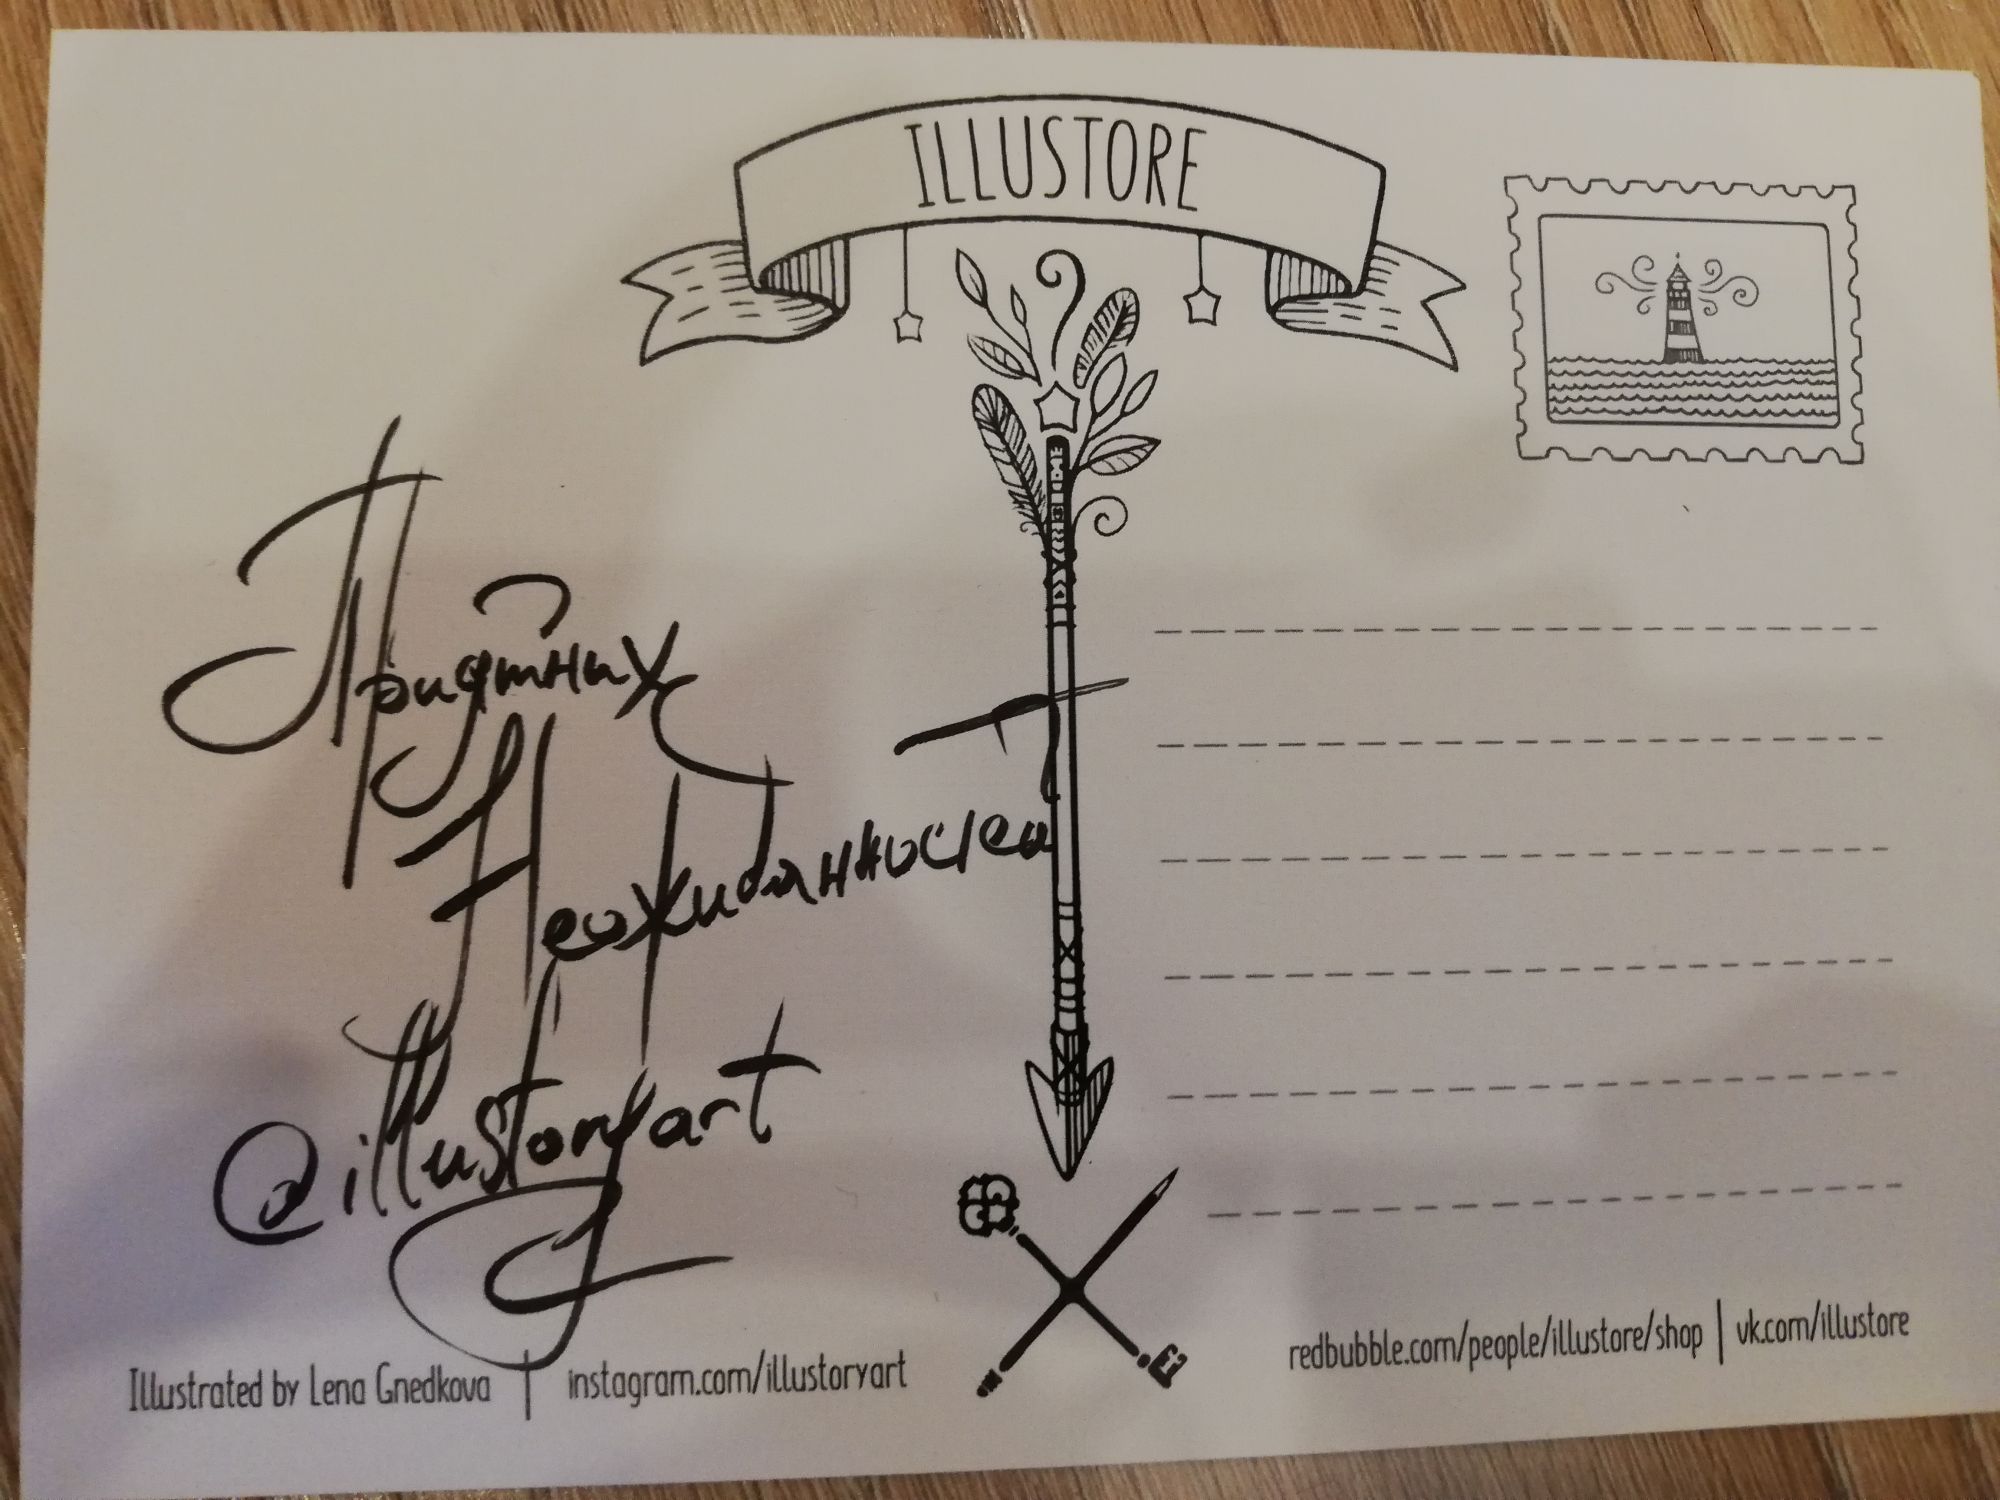 ILLUSTORE
Приятных
Неожиданностей
@illustoryart
Illustrated by Lena Gnedkova | instagram.com/illustoryart
redbubble.com/people/illustore/shop | vk.com/illustore